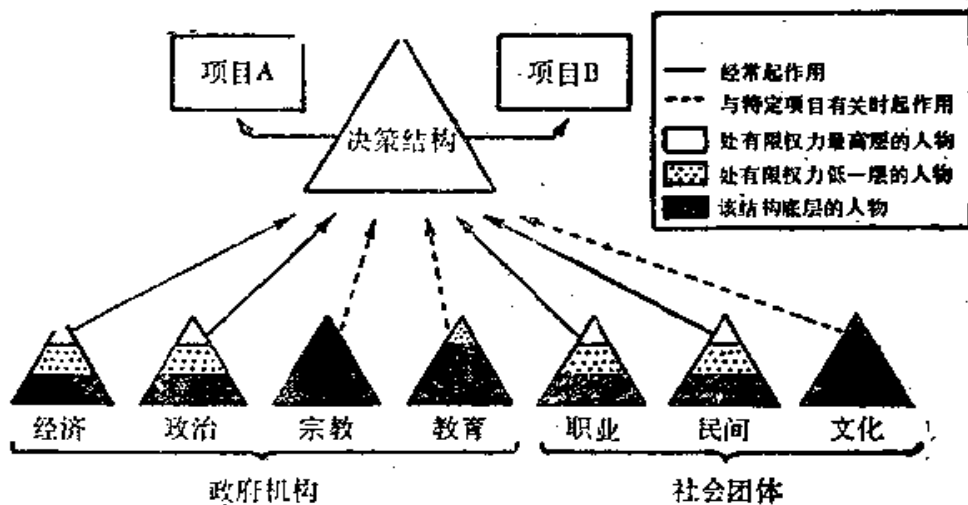 项目A
项目B
决策结构
经常起作用
与特定项目有关时起作用
处有限权力最高层的人物
处有限权力低一层的人物
该结构底层的人物
经济 政治 宗教 教育 职业 民间 文化
政府机构 社会团体